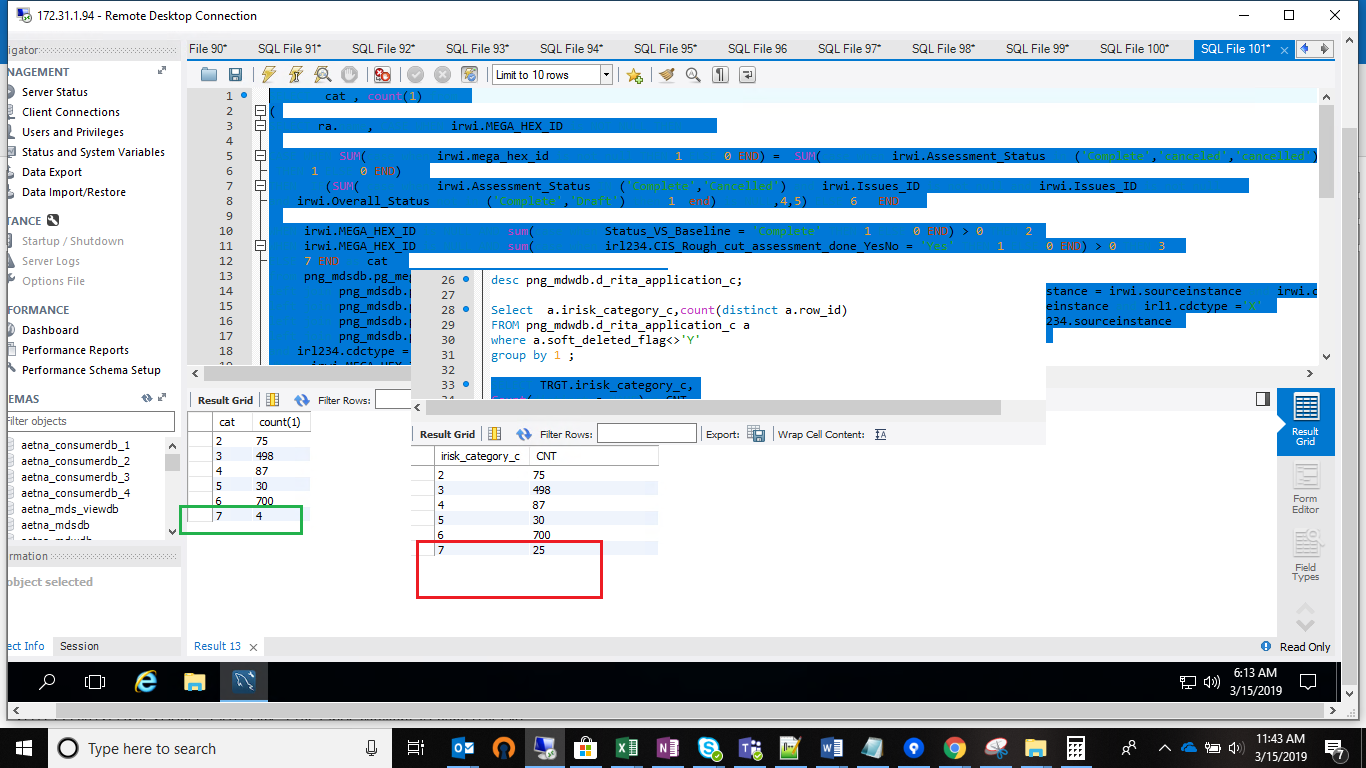 172.31.1.94 - Remote Desktop Connection
igator
File 90*
SQL File 91*
SQL File 92*
SQL File 93*
SQL File 94*
SQL File 95*
SQL File 96
SQL File 97*
SQL File 98*
SQL File 99*
SQL File 100*
SQL File 101*
NAGEMENT
Server Status
Client Connections
Users and Privileges
Status and System Variables
Data Export
Data Import/Restore
TANCE
Startup / Shutdown
Server Logs
Options File
FORMANCE
Dashboard
Performance Reports
Performance Schema Setup
EMAS
Filter objects
aetna_consumerdb_1
aetna_consumerdb_2
aetna_consumerdb_3
aetna_consumerdb_4
aetna_mds_viewdb
aetna_mdsdb
ormation
object selected
ect Info
Session
Limit to 10 rows
1 cat , count(1)
2 (
3 ra. , irwi.MEGA_HEX_ID
4
5 SUM( irwi.mega_hex_id 1 0 END) = SUM( irwi.Assessment_Status ('Complete','canceled','cancelled')
6 1 0 END)
7 (SUM( irwi.Assessment_Status ('Complete','Cancelled') irwi.Issues_ID irwi.Issues_ID
8 irwi.Overall_Status ('Complete','Draft') 1 end) ,4,5) 6 END
9
10 irwi.MEGA_HEX_ID sum( Status_VS_Baseline = 'Complete' 1 0 END) > 0 2
11 irwi.MEGA_HEX_ID sum( irl234.CIS_Rough_cut_assessment_done_YesNo = 'Yes' 1 0 END) > 0 3
12 7 END cat
13 png_mdsdb.pg_me
14 png_mdsdb.p stance = irwi.sourceinstance irwi.c
15 png_mdsdb.p einstance irl1.cdctype = 'X'
16 png_mdsdb.p 234.sourceinstance
17 png_mdsdb.p
18 irl234.cdctype =
26 desc png_mdwdb.d_rita_application_c;
27
28 Select a.irisk_category_c,count(distinct a.row_id)
29 FROM png_mdwdb.d_rita_application_c a
30 where a.soft_deleted_flag<>'Y'
31 group by 1 ;
32
33 TRGT.irisk_category_c,
Result Grid
Filter Rows:
cat count(1)
2 75
3 498
4 87
5 30
6 700
7 4
Result Grid
Filter Rows:
Export:
Wrap Cell Content:
irisk_category_c CNT
2 75
3 498
4 87
5 30
6 700
7 25
Result Grid
Form Editor
Field Types
Result 13
Read Only
6:13 AM
3/15/2019
Type here to search
11:43 AM
3/15/2019
7